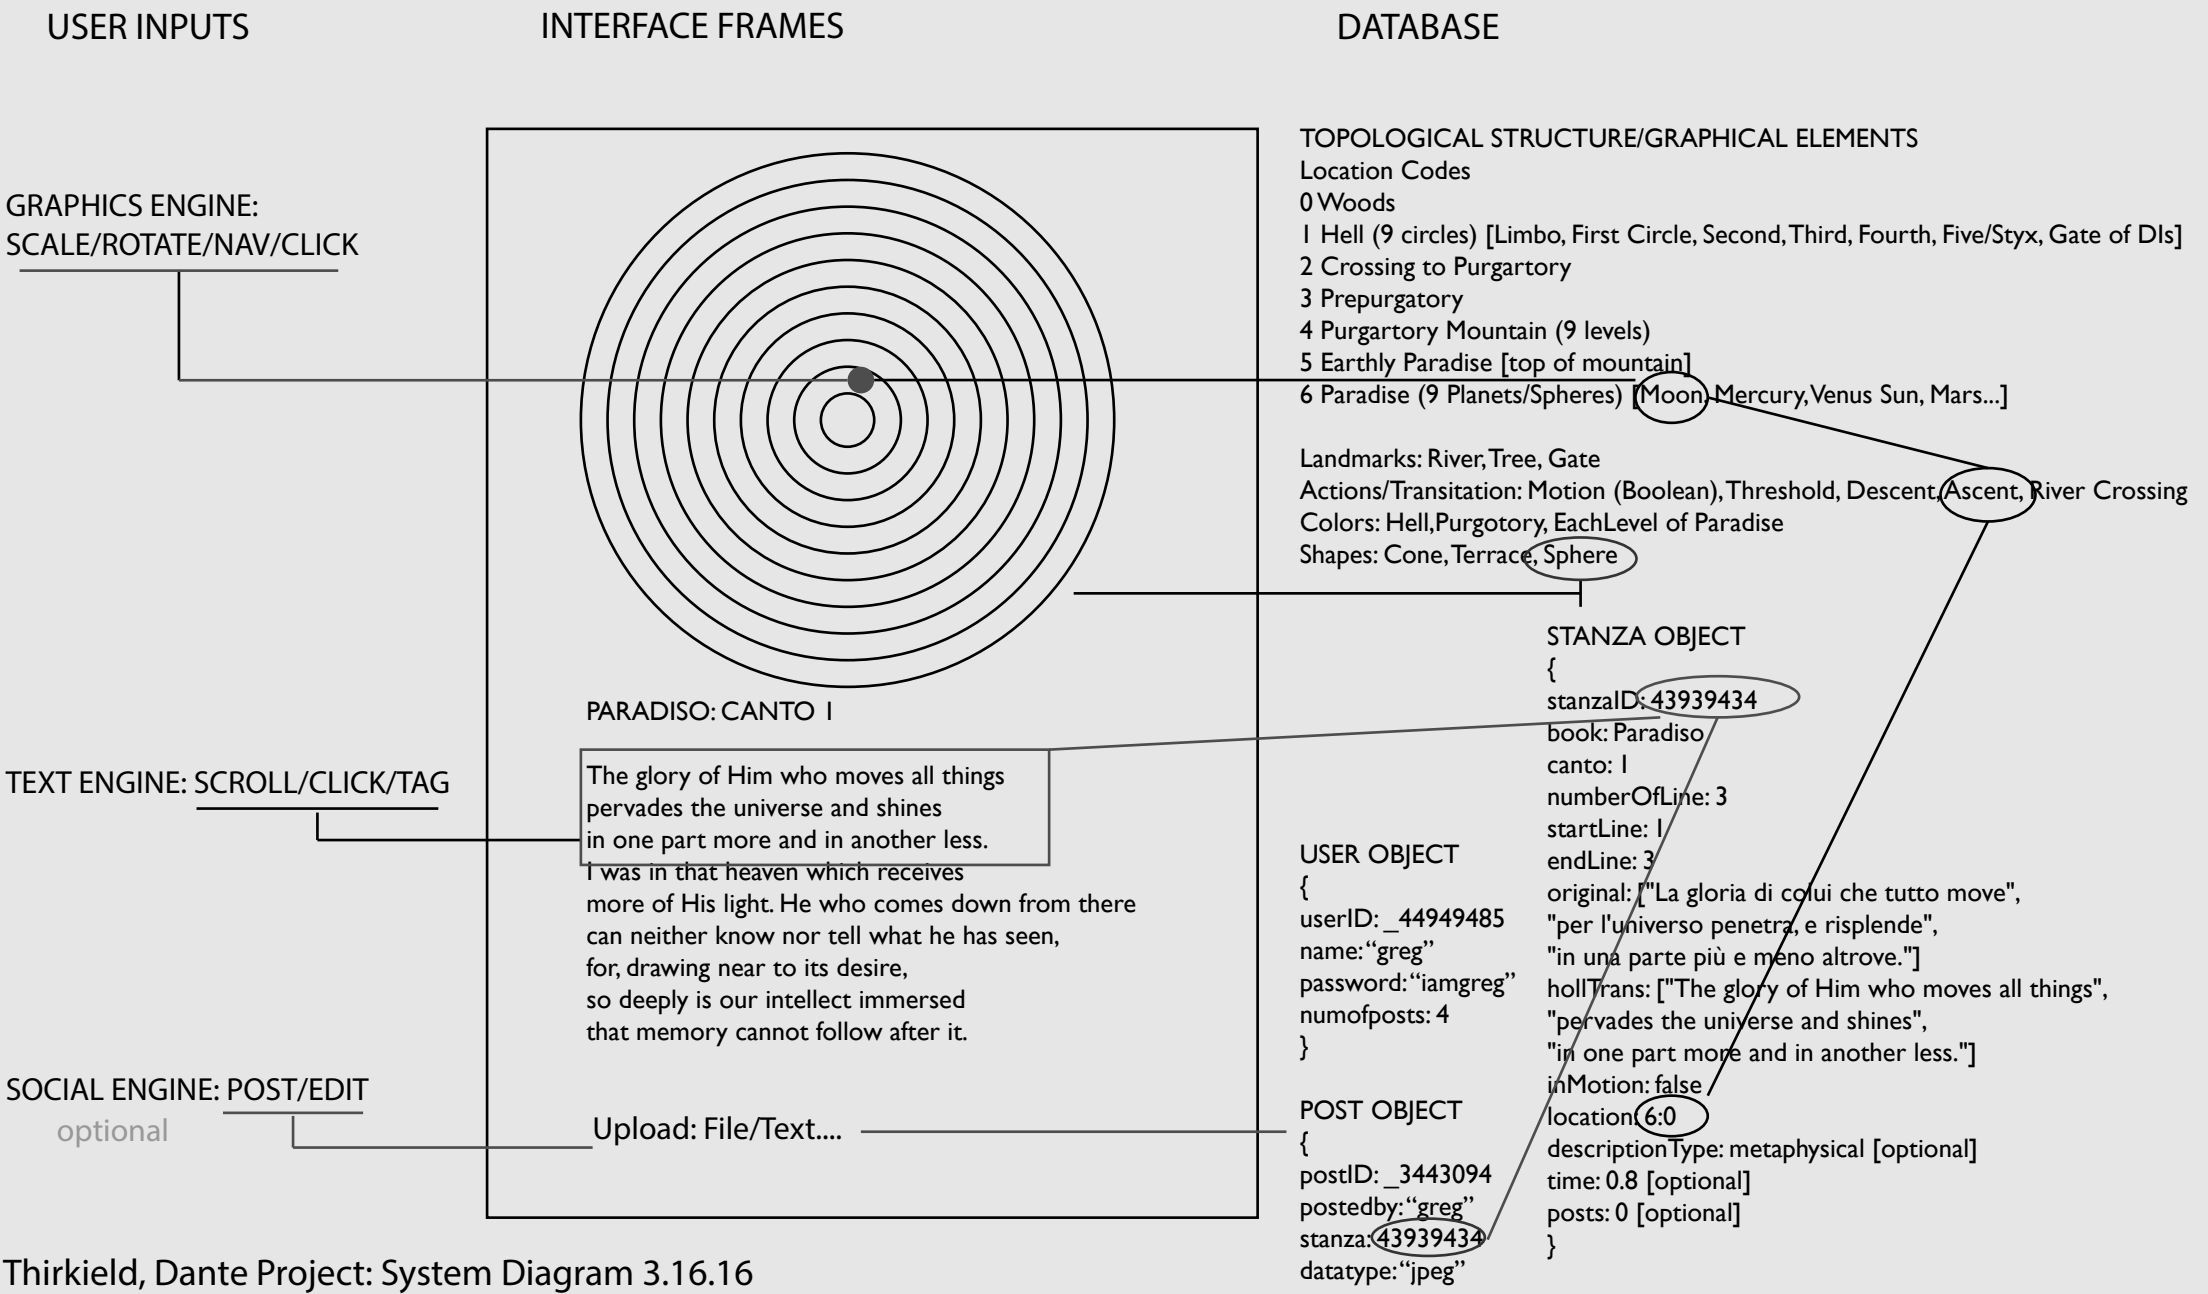 USER INPUTS
INTERFACE FRAMES
DATABASE
GRAPHICS ENGINE:
SCALE/ROTATE/NAV/CLICK
TEXT ENGINE: SCROLL/CLICK/TAG
SOCIAL ENGINE: POST/EDIT
optional
PARADISO: CANTO 1
The glory of Him who moves all things
pervades the universe and shines
in one part more and in another less.
I was in that heaven which receives
more of His light. He who comes down from there
can neither know nor tell what he has seen,
for, drawing near to its desire,
so deeply is our intellect immersed
that memory cannot follow after it.
Upload: File/Text....
TOPOLOGICAL STRUCTURE/GRAPHICAL ELEMENTS
Location Codes
0 Woods
1 Hell (9 circles) [Limbo, First Circle, Second, Third, Fourth, Five/Styx, Gate of DIs]
2 Crossing to Purgartory
3 Prepurgatory
4 Purgartory Mountain (9 levels)
5 Earthly Paradise [top of mountain]
6 Paradise (9 Planets/Spheres) [Moon, Mercury, Venus Sun, Mars...]
Landmarks: River, Tree, Gate
Actions/Transitation: Motion (Boolean), Threshold, Descent, Ascent, River Crossing
Colors: Hell,Purgotory, EachLevel of Paradise
Shapes: Cone, Terrace, Sphere
USER OBJECT
{
userID: _44949485
name: “greg”
password: “iamgreg”
numofposts: 4
}
POST OBJECT
{
postID: _3443094
postedby: “greg”
stanza: 43939434
datatype: “jpeg”
STANZA OBJECT
{
stanzaID: 43939434
book: Paradiso
canto: 1
numberOfLine: 3
startLine: 1
endLine: 3
original: ["La gloria di colui che tutto move",
"per l'universo penetra, e risplende",
"in una parte più e meno altrove."]
hollTrans: ["The glory of Him who moves all things",
"pervades the universe and shines",
"in one part more and in another less."]
inMotion: false
location: 6:0
descriptionType: metaphysical [optional]
time: 0.8 [optional]
posts: 0 [optional]
}
Thirkield, Dante Project: System Diagram 3.16.16